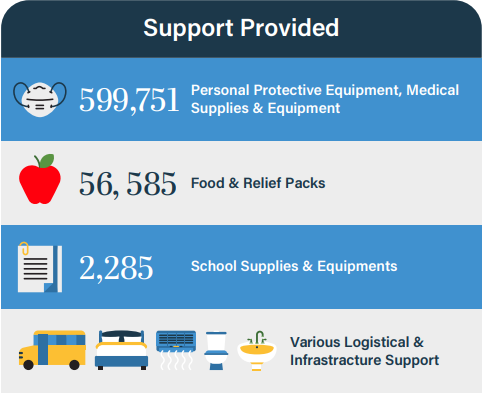 Support Provided
599,751 Personal Protective Equipment, Medical
Supplies & Equipment
56, 585 Food & Relief Packs
2,285 School Supplies & Equipments
Various Logistical &
Infrastracture Support